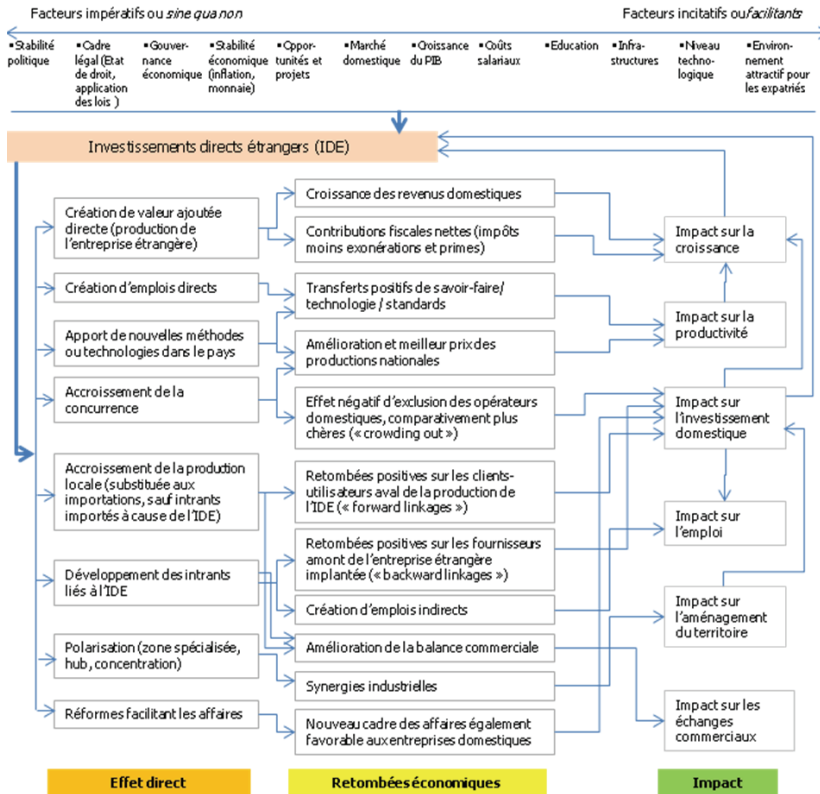 Facteurs impératifs ou sine qua non
Facteurs incitatifs ou facilitants
▪Stabilité
politique
▪Cadre
légal (Etat
de droit,
application
des lois )
▪Gouver-
nance
économique
▪Stabilité
économique
(inflation,
monnaie)
▪Oppor-
tunités et
projets
▪Marché
domestique
▪Croissance
du PIB
▪Coûts
salariaux
▪Education
▪Infra-
structures
▪Niveau
techno-
logique
▪Environ-
nement
attractif pour
les expatriés
Investissements directs étrangers (IDE)
Création de valeur ajoutée
directe (production de
l'entreprise étrangère)
Création d'emplois directs
Apport de nouvelles méthodes
ou technologies dans le pays
Accroissement de la
concurrence
Accroissement de la production
locale (substituée aux
importations, sauf intrants
importés à cause de l'IDE)
Développement des intrants
liés à l'IDE
Polarisation (zone spécialisée,
hub, concentration)
Réformes facilitant les affaires
Croissance des revenus domestiques
Contributions fiscales nettes (impôts
moins exonérations et primes)
Transferts positifs de savoir-faire/
technologie / standards
Amélioration et meilleur prix des
productions nationales
Effet négatif d'exclusion des opérateurs
domestiques, comparativement plus
chères (« crowding out »)
Retombées positives sur les clients-
utilisateurs aval de la production de
l'IDE (« forward linkages »)
Retombées positives sur les fournisseurs
amont de l'entreprise étrangère
implantée (« backward linkages »)
Création d'emplois indirects
Amélioration de la balance commerciale
Synergies industrielles
Nouveau cadre des affaires également
favorable aux entreprises domestiques
Impact sur la
croissance
Impact sur la
productivité
Impact sur
l'investissement
domestique
Impact sur
l'emploi
Impact sur
l'aménagement
du territoire
Impact sur les
échanges
commerciaux
Effet direct
Retombées économiques
Impact